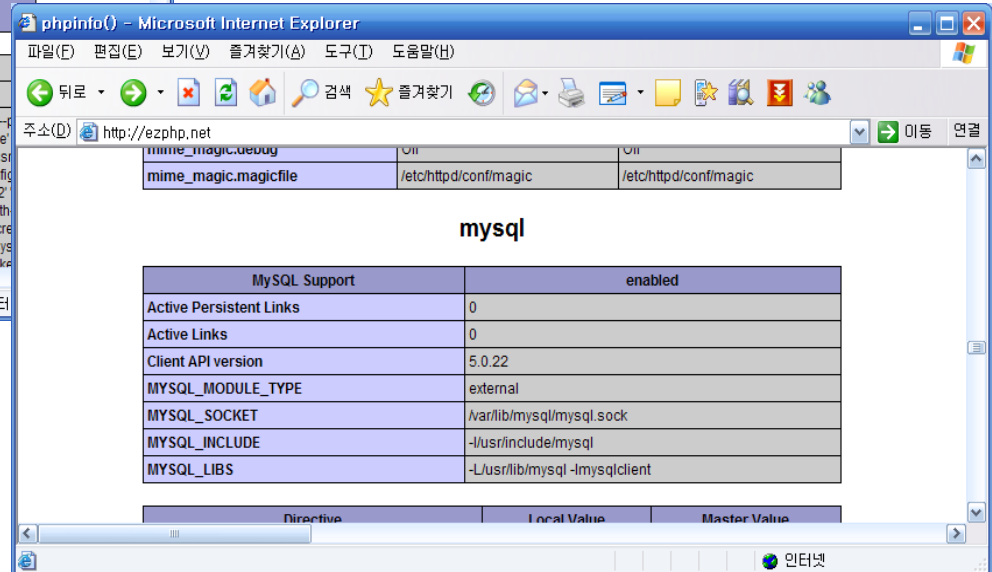 phpinfo() - Microsoft Internet Explorer
파일(F) 편집(E) 보기(V) 즐겨찾기(A) 도구(T) 도움말(H)
뒤로 검색 즐겨찾기
주소(D) http://ezphp.net 이동 연결
mime_magic.debug Off Off
mime_magic.magicfile /etc/httpd/conf/magic /etc/httpd/conf/magic
mysql
MySQL Support enabled
Active Persistent Links 0
Active Links 0
Client API version 5.0.22
MYSQL_MODULE_TYPE external
MYSQL_SOCKET /var/lib/mysql/mysql.sock
MYSQL_INCLUDE -I/usr/include/mysql
MYSQL_LIBS -L/usr/lib/mysql -lmysqlclient
Directive Local Value Master Value
인터넷